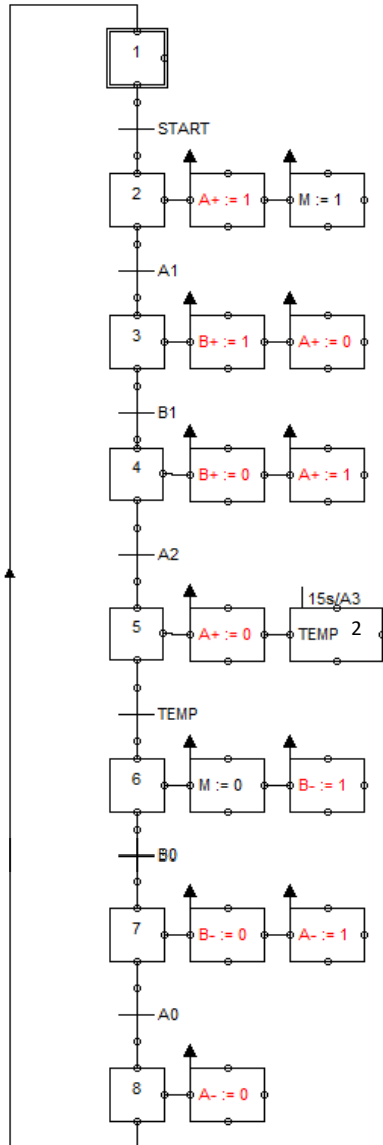 1
START
2 A+ := 1 M := 1
A1
3 B+ := 1 A+ := 0
B1
4 B+ := 0 A+ := 1
A2
15s/A3
5 A+ := 0 TEMP 2
TEMP
6 M := 0 B- := 1
B0
7 B- := 0 A- := 1
A0
8 A- := 0